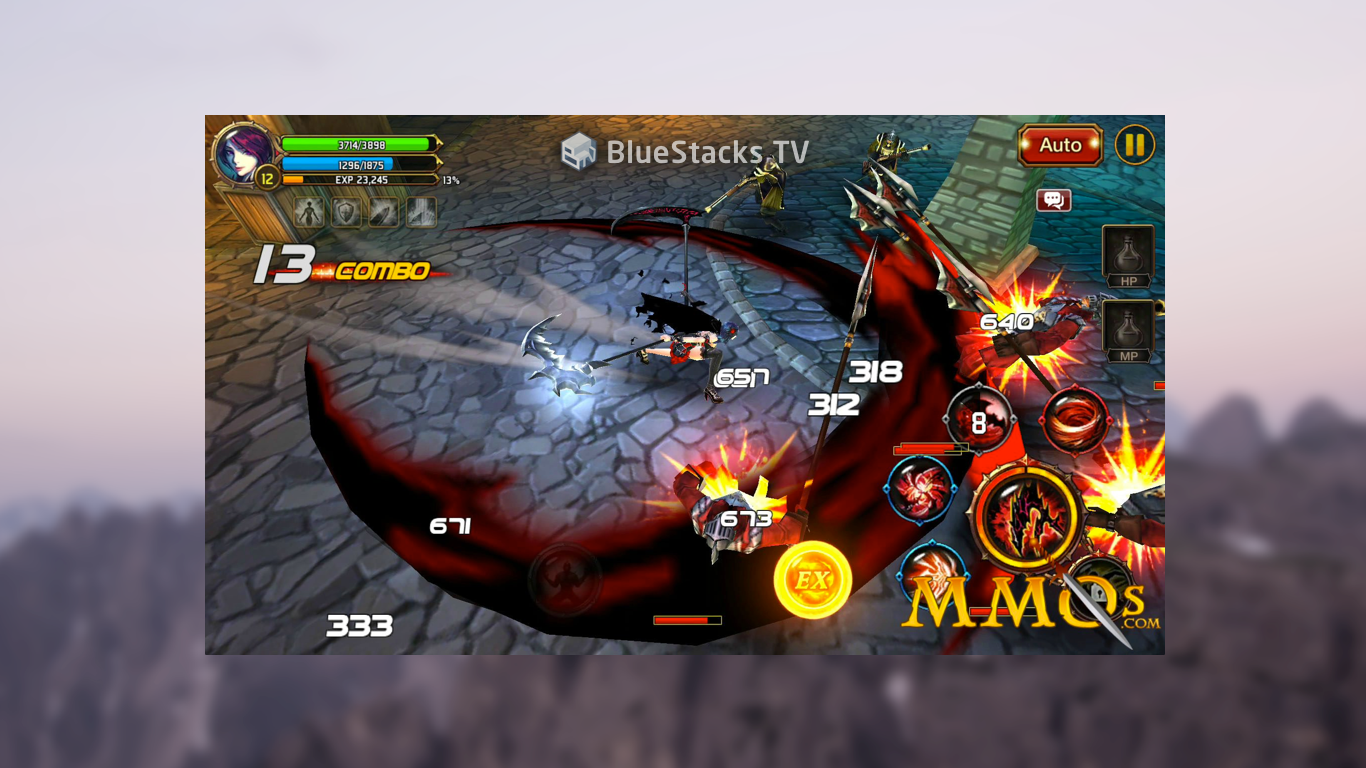 BlueStacks TV
Auto
3714/3898
1296/1875
12
EXP 23,245
13%
13 COMBO
HP
MP
640
651
318
312
8
673
671
EX
333
MMOs
.COM